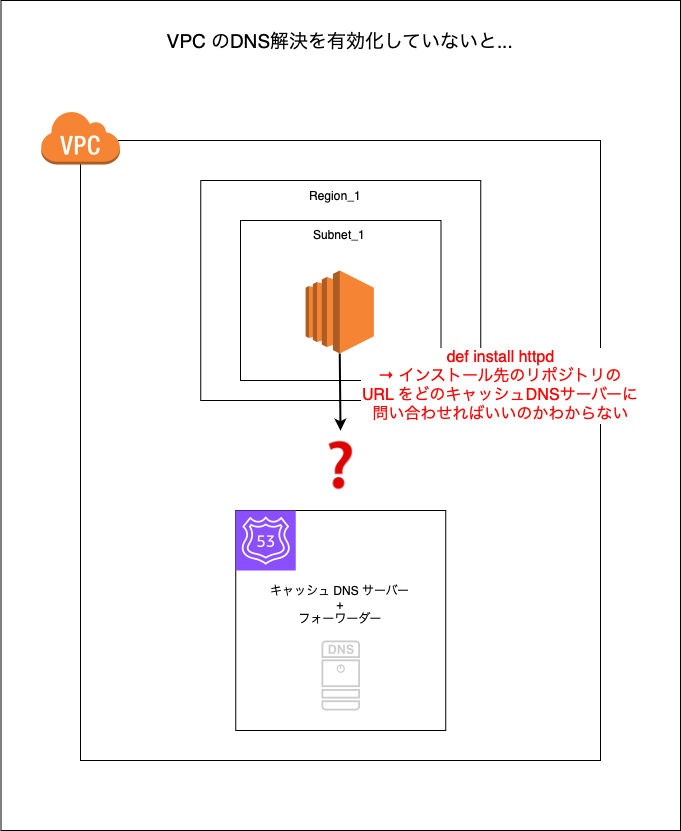 VPC のDNS解決を有効化していないと...
VPC
Region_1
Subnet_1
def install httpd
→ インストール先のリポジトリの
URL をどのキャッシュDNSサーバーに
問い合わせればいいのかわからない
?
53
キャッシュ DNS サーバー
+
フォーワーダー
DNS